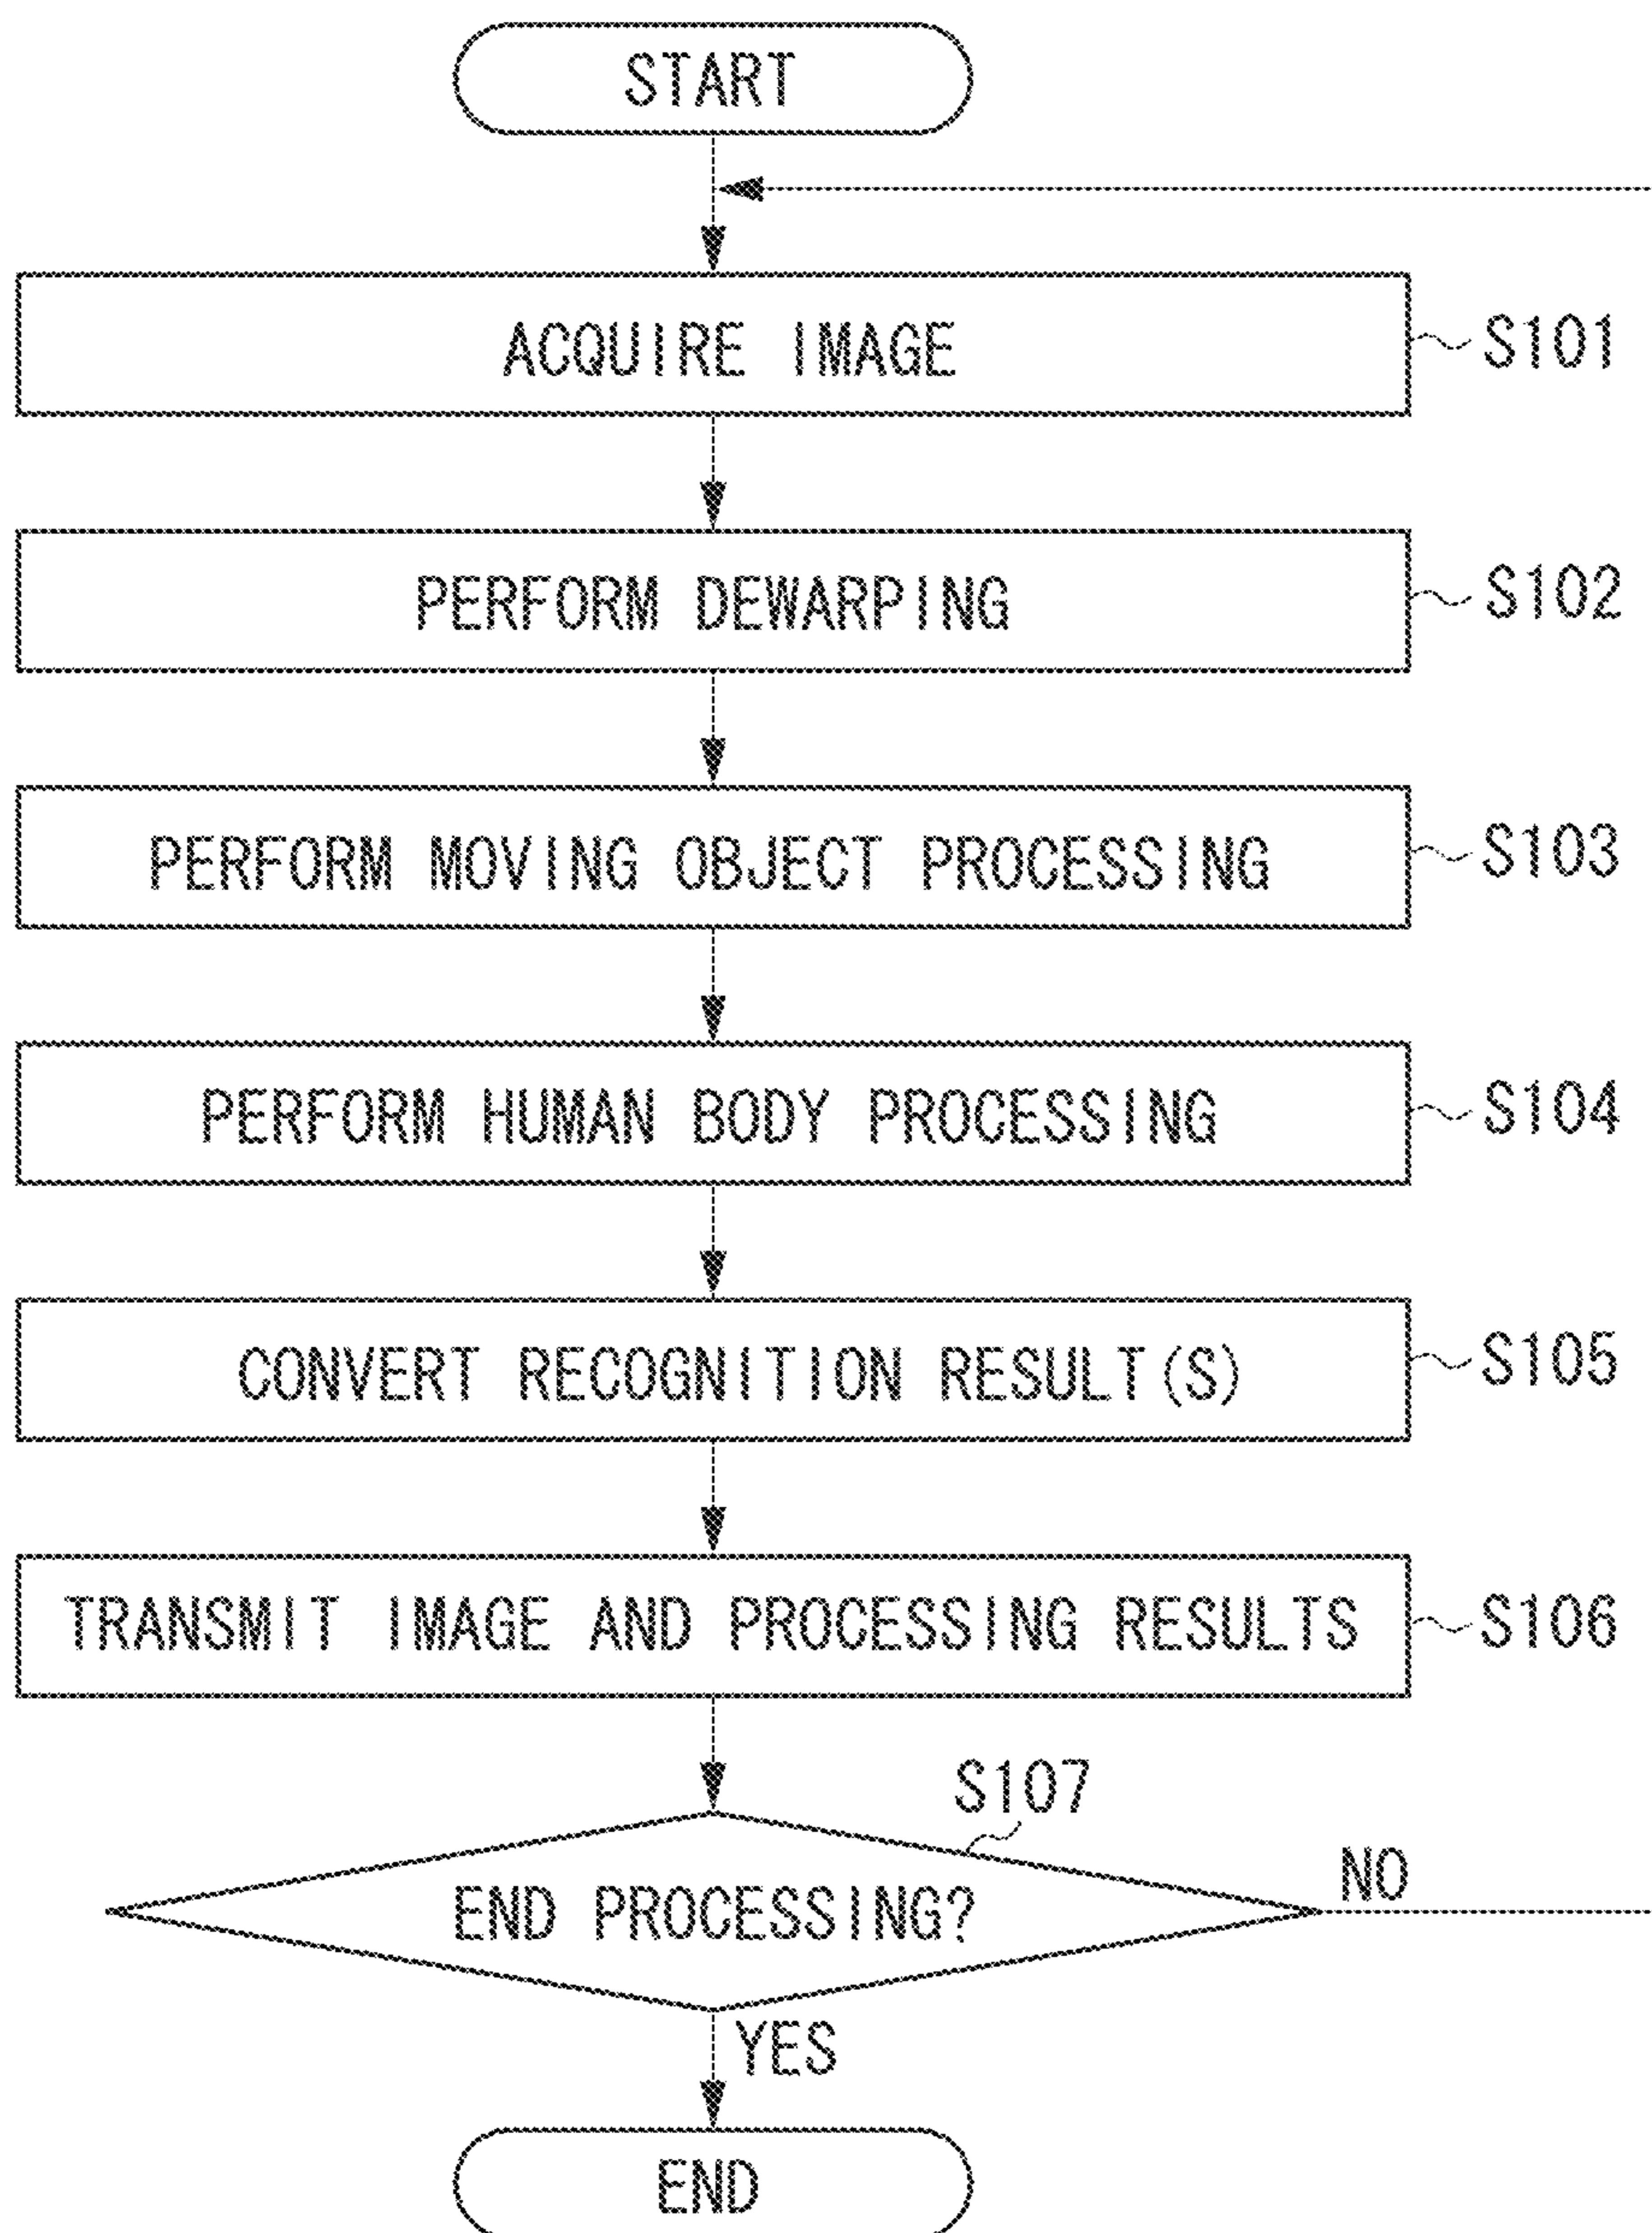 START
ACQUIRE IMAGE
S101
PERFORM DEWARPING
S102
PERFORM MOVING OBJECT PROCESSING
S103
PERFORM HUMAN BODY PROCESSING
S104
CONVERT RECOGNITION RESULT(S)
S105
TRANSMIT IMAGE AND PROCESSING RESULTS
S106
S107
END PROCESSING?
NO
YES
END